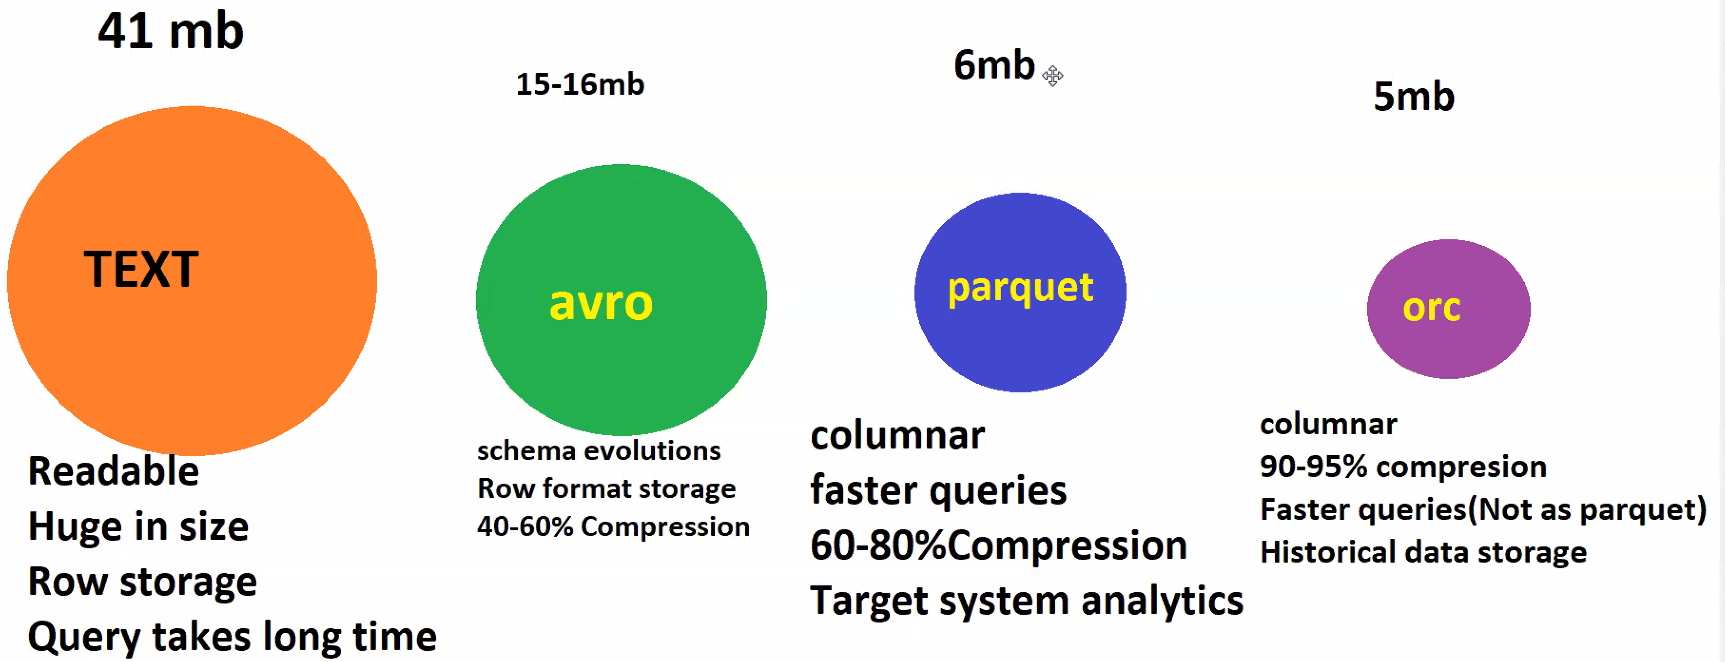 41 mb
TEXT
Readable
Huge in size
Row storage
Query takes long time
15-16mb
avro
schema evolutions
Row format storage
40-60% Compression
6mb
parquet
columnar
faster queries
60-80%Compression
Target system analytics
5mb
orc
columnar
90-95% compresion
Faster queries(Not as parquet)
Historical data storage